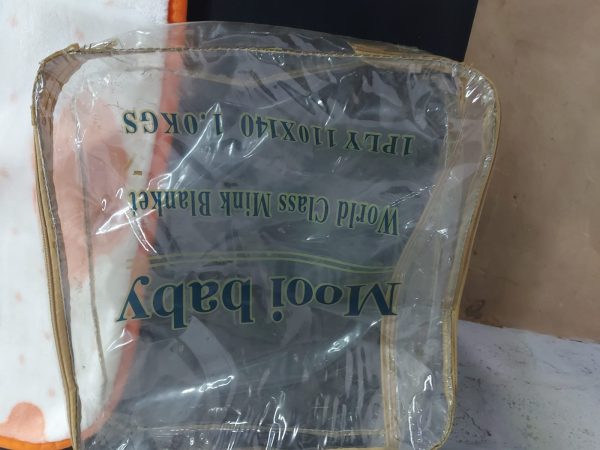 Mooi baby
World Class Mink Blanket
1PLY 110X140 1.0KGS